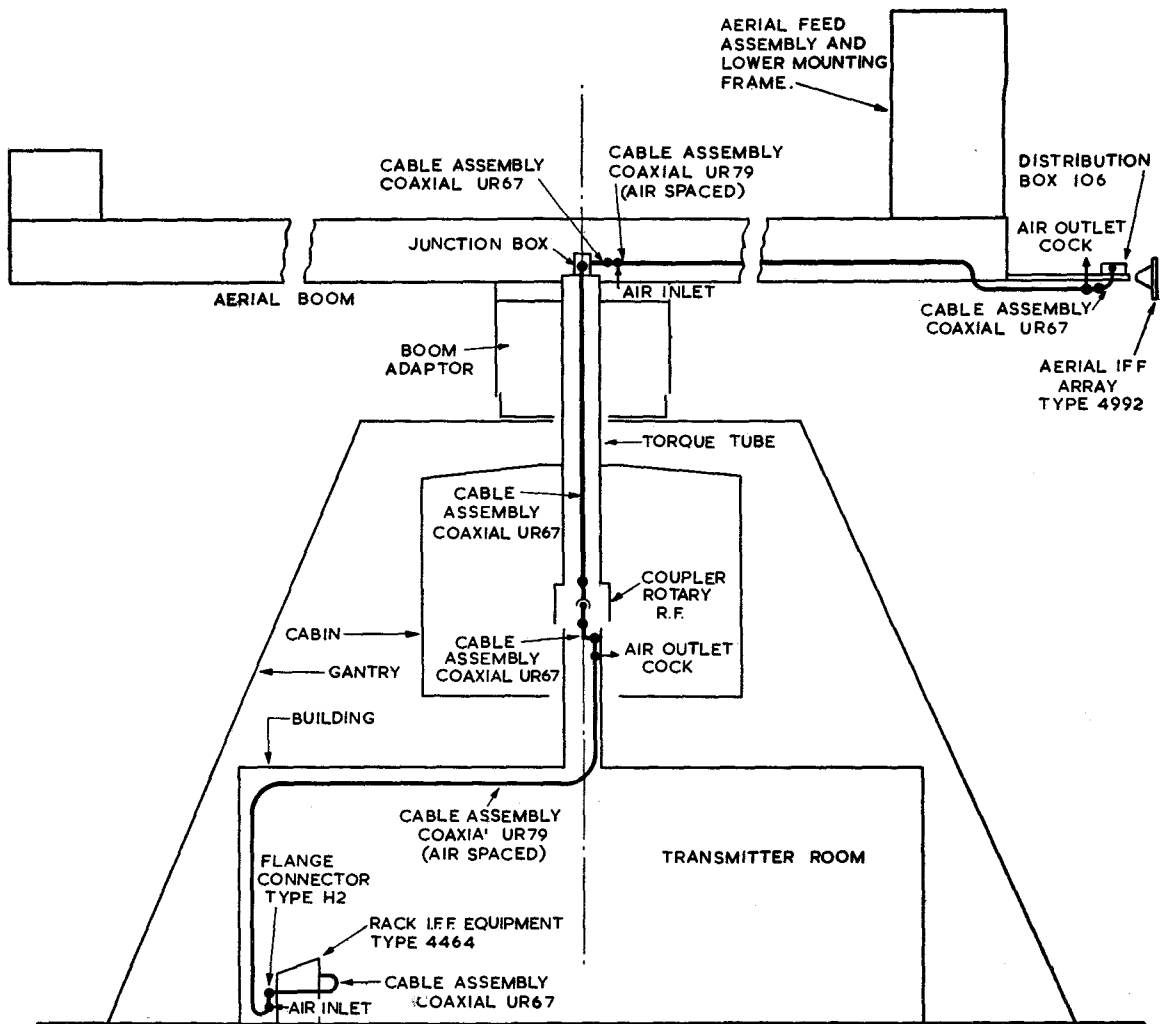 AERIAL FEED
ASSEMBLY AND
LOWER MOUNTING
FRAME.
CABLE ASSEMBLY
COAXIAL UR67
CABLE ASSEMBLY
COAXIAL UR79
(AIR SPACED)
DISTRIBUTION
BOX 106
AIR OUTLET
COCK
JUNCTION BOX
AERIAL BOOM
AIR INLET
CABLE ASSEMBLY
COAXIAL UR67
BOOM
ADAPTOR
AERIAL IFF
ARRAY
TYPE 4992
TORQUE TUBE
CABLE
ASSEMBLY
COAXIAL UR67
COUPLER
ROTARY
R.F.
CABIN
CABLE
ASSEMBLY
COAXIAL UR67
AIR OUTLET
COCK
GANTRY
BUILDING
CABLE ASSEMBLY
COAXIA' UR79
(AIR SPACED)
TRANSMITTER ROOM
FLANGE
CONNECTOR
TYPE H2
RACK I.F.F. EQUIPMENT
TYPE 4464
CABLE ASSEMBLY
COAXIAL UR67
AIR INLET